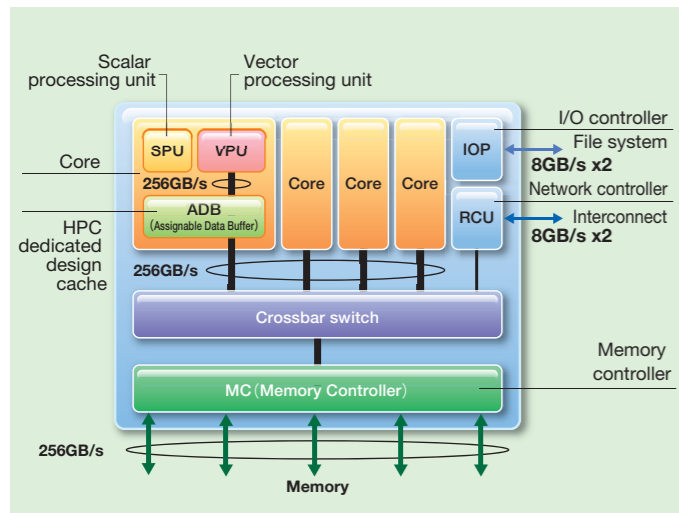 Scalar
processing unit
Vector
processing unit
I/O controller
SPU
VPU
IOP
File system
8GB/s x2
Core
256GB/s
Core
Core
Core
Network controller
ADB
(Assignable Data Buffer)
RCU
Interconnect
8GB/s x2
HPC
dedicated
design
cache
256GB/s
Crossbar switch
Memory
controller
MC(Memory Controller)
256GB/s
Memory